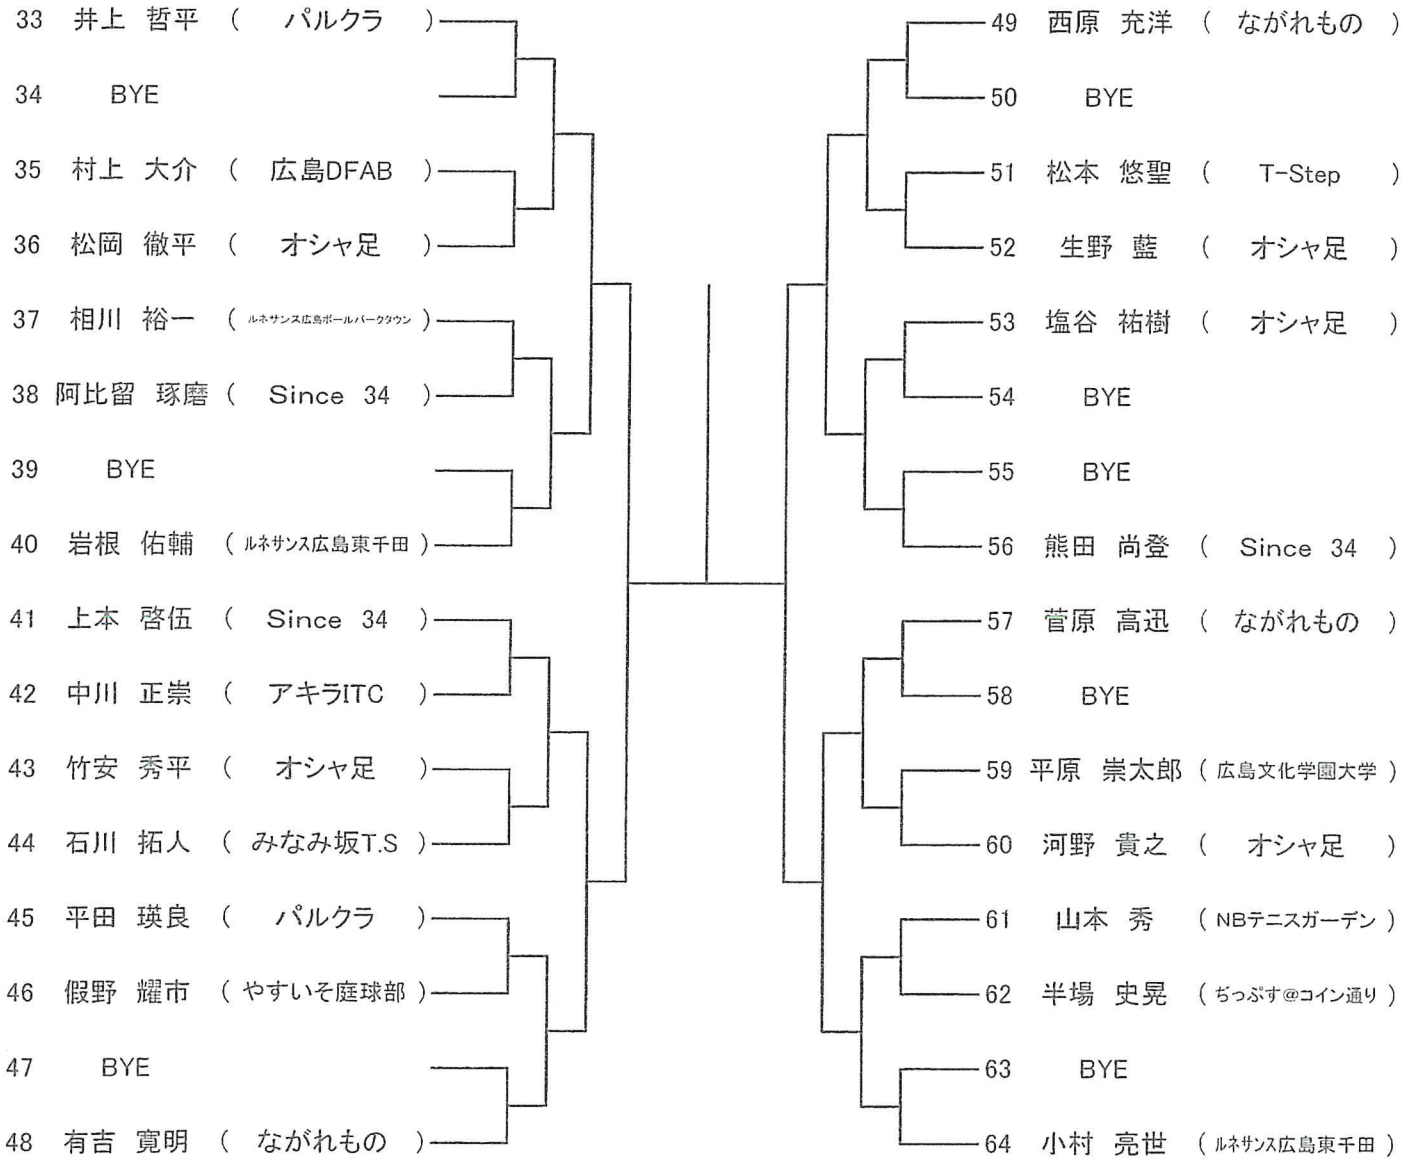 33 井上 哲平 ( パルクラ )
34 BYE
35 村上 大介 ( 広島DFAB )
36 松岡 徹平 ( オシャ足 )
37 相川 裕一 ( ルネサンス広島ボールパークタウン )
38 阿比留 琢磨 ( Since 34 )
39 BYE
40 岩根 佑輔 ( ルネサンス広島東千田 )
41 上本 啓伍 ( Since 34 )
42 中川 正崇 ( アキラITC )
43 竹安 秀平 ( オシャ足 )
44 石川 拓人 ( みなみ坂T.S )
45 平田 瑛良 ( パルクラ )
46 假野 耀市 ( やすいそ庭球部 )
47 BYE
48 有吉 寛明 ( ながれもの )
49 西原 充洋 ( ながれもの )
50 BYE
51 松本 悠聖 ( T-Step )
52 生野 藍 ( オシャ足 )
53 塩谷 祐樹 ( オシャ足 )
54 BYE
55 BYE
56 熊田 尚登 ( Since 34 )
57 菅原 高迅 ( ながれもの )
58 BYE
59 平原 崇太郎 ( 広島文化学園大学 )
60 河野 貴之 ( オシャ足 )
61 山本 秀 ( NBテニスガーデン )
62 半場 史晃 ( ぢっぷす@コイン通り )
63 BYE
64 小村 亮世 ( ルネサンス広島東千田 )